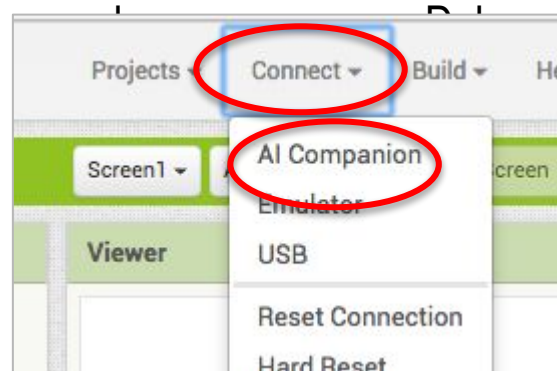 Projects Connect Build
Screen1
AI Companion
Emulator
Viewer
USB
Reset Connection
Hard Reset